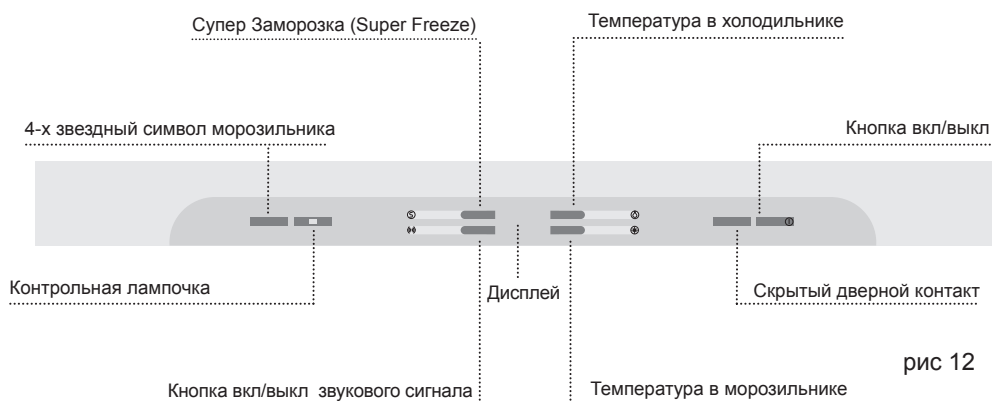 Супер Заморозка (Super Freeze)
Температура в холодильнике
4-х звездный символ морозильника
Кнопка вкл/выкл
S
Контрольная лампочка
Дисплей
Скрытый дверной контакт
рис 12
Кнопка вкл/выкл звукового сигнала
Температура в морозильнике